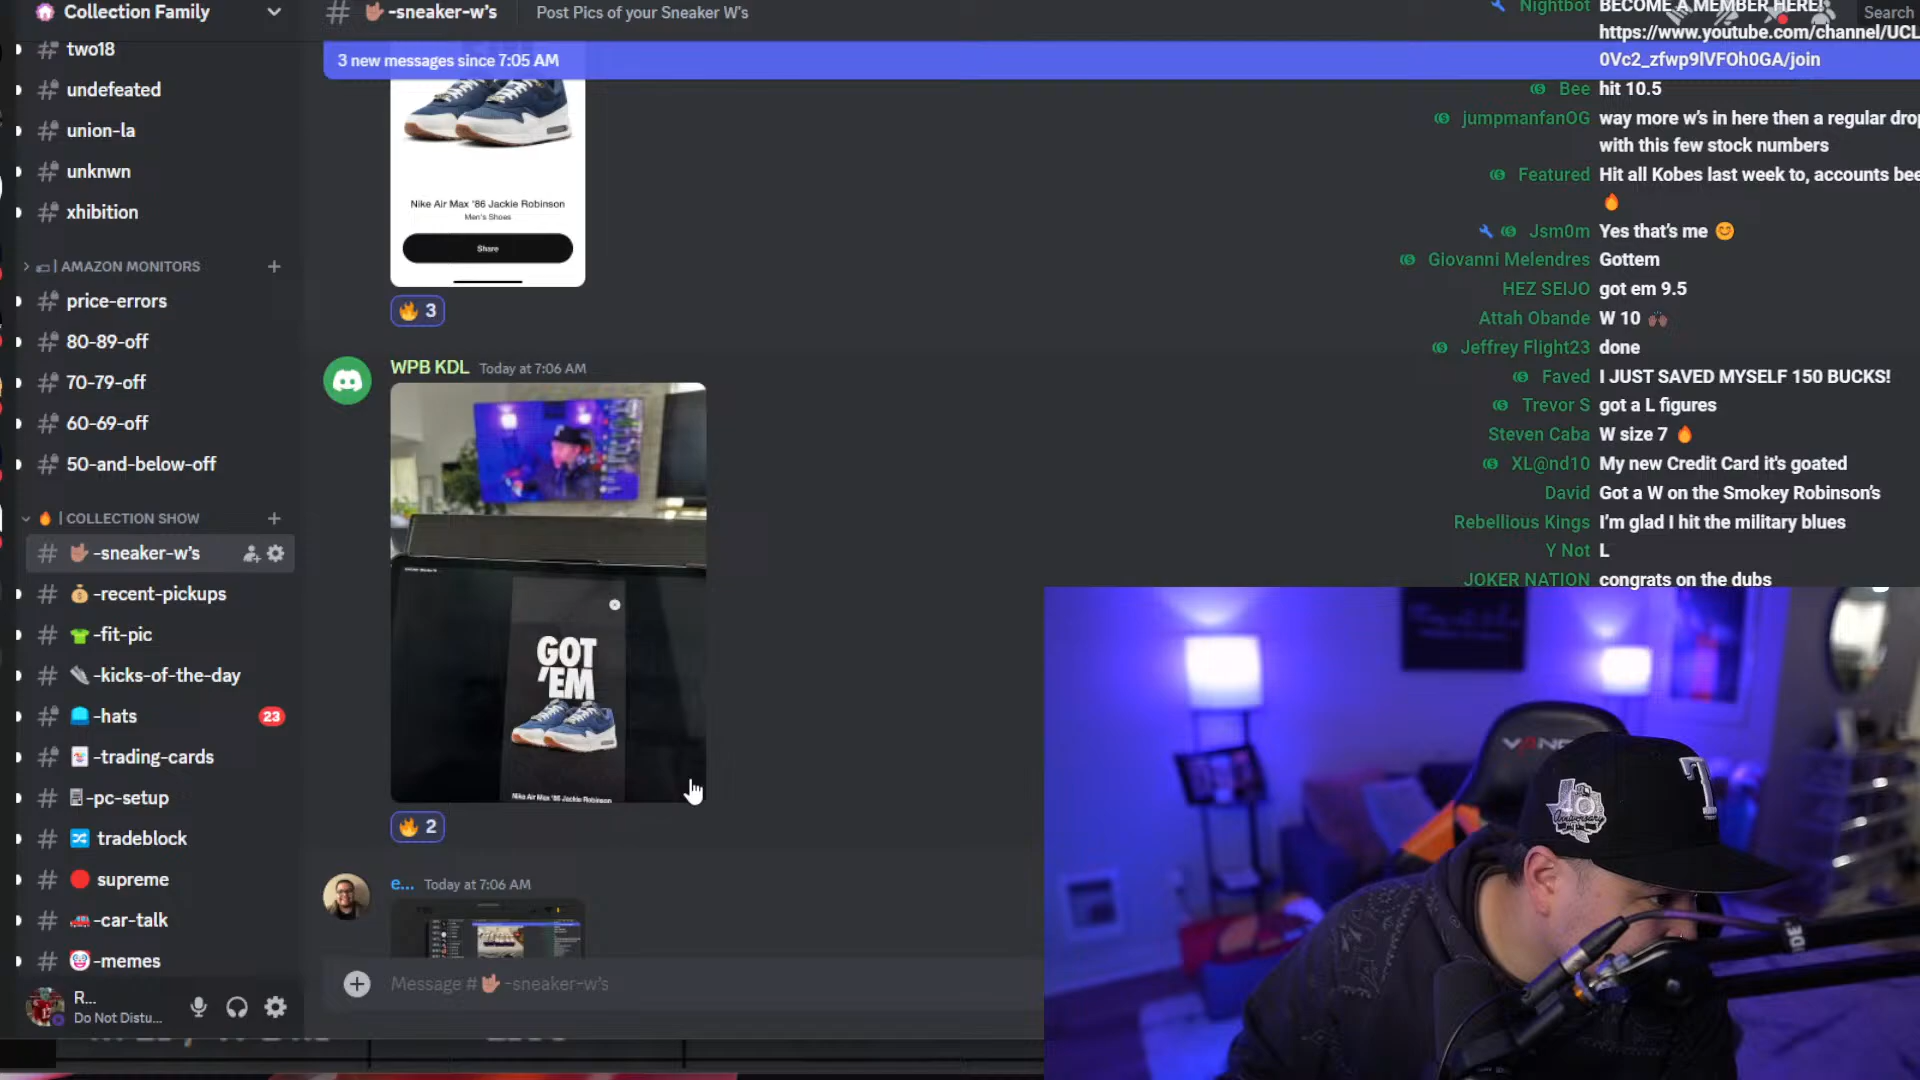 Collection Family
two18
undefeated
union-la
unknwn
xhibition
| AMAZON MONITORS
price-errors
80-89-off
70-79-off
60-69-off
50-and-below-off
| COLLECTION SHOW
-sneaker-w's
-recent-pickups
-fit-pic
-kicks-of-the-day
-hats
23
-trading-cards
-pc-setup
tradeblock
supreme
-car-talk
-memes
R...
Do Not Distu...
-sneaker-w's
Post Pics of your Sneaker W's
3 new messages since 7:05 AM
Nike Air Max '86 Jackie Robinson
Men's Shoes
Share
3
WPB KDL Today at 7:06 AM
GOT
'EM
Nike Air Max '86 Jackie Robinson
2
e... Today at 7:06 AM
Message # -sneaker-w's
Search
Nightbot BECOME A MEMBER HERE!
https://www.youtube.com/channel/UCL
0Vc2_zfwp9lVFOh0GA/join
Bee hit 10.5
jumpmanfanOG way more w's in here then a regular drop
with this few stock numbers
Featured Hit all Kobes last week to, accounts bee
Jsm0m Yes that's me
Giovanni Melendres Gottem
HEZ SEIJO got em 9.5
Attah Obande W 10
Jeffrey Flight23 done
Faved I JUST SAVED MYSELF 150 BUCKS!
Trevor S got a L figures
Steven Caba W size 7
XL@nd10 My new Credit Card it's goated
David Got a W on the Smokey Robinson's
Rebellious Kings I'm glad I hit the military blues
Y Not L
JOKER NATION congrats on the dubs
40
Anniversary
T